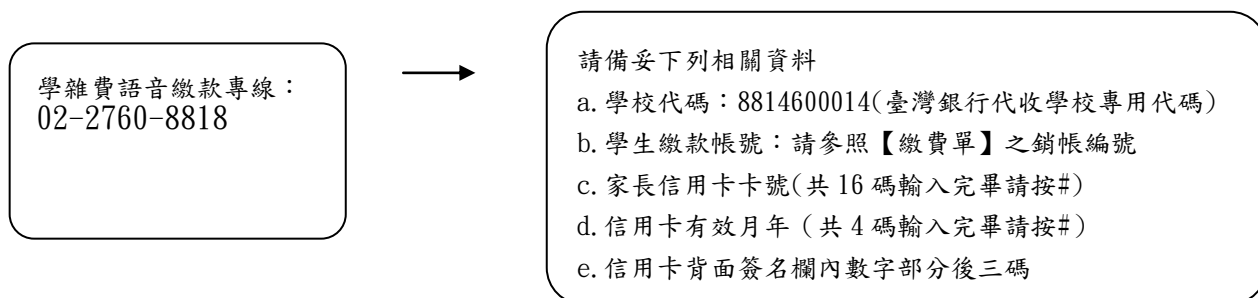 學雜費語音繳款專線：
02-2760-8818
請備妥下列相關資料
a.學校代碼：8814600014(臺灣銀行代收學校專用代碼)
b.學生繳款帳號：請參照【繳費單】之銷帳編號
c.家長信用卡卡號(共 16 碼輸入完畢請按#)
d.信用卡有效月年（共 4 碼輸入完畢請按#）
e.信用卡背面簽名欄內數字部分後三碼